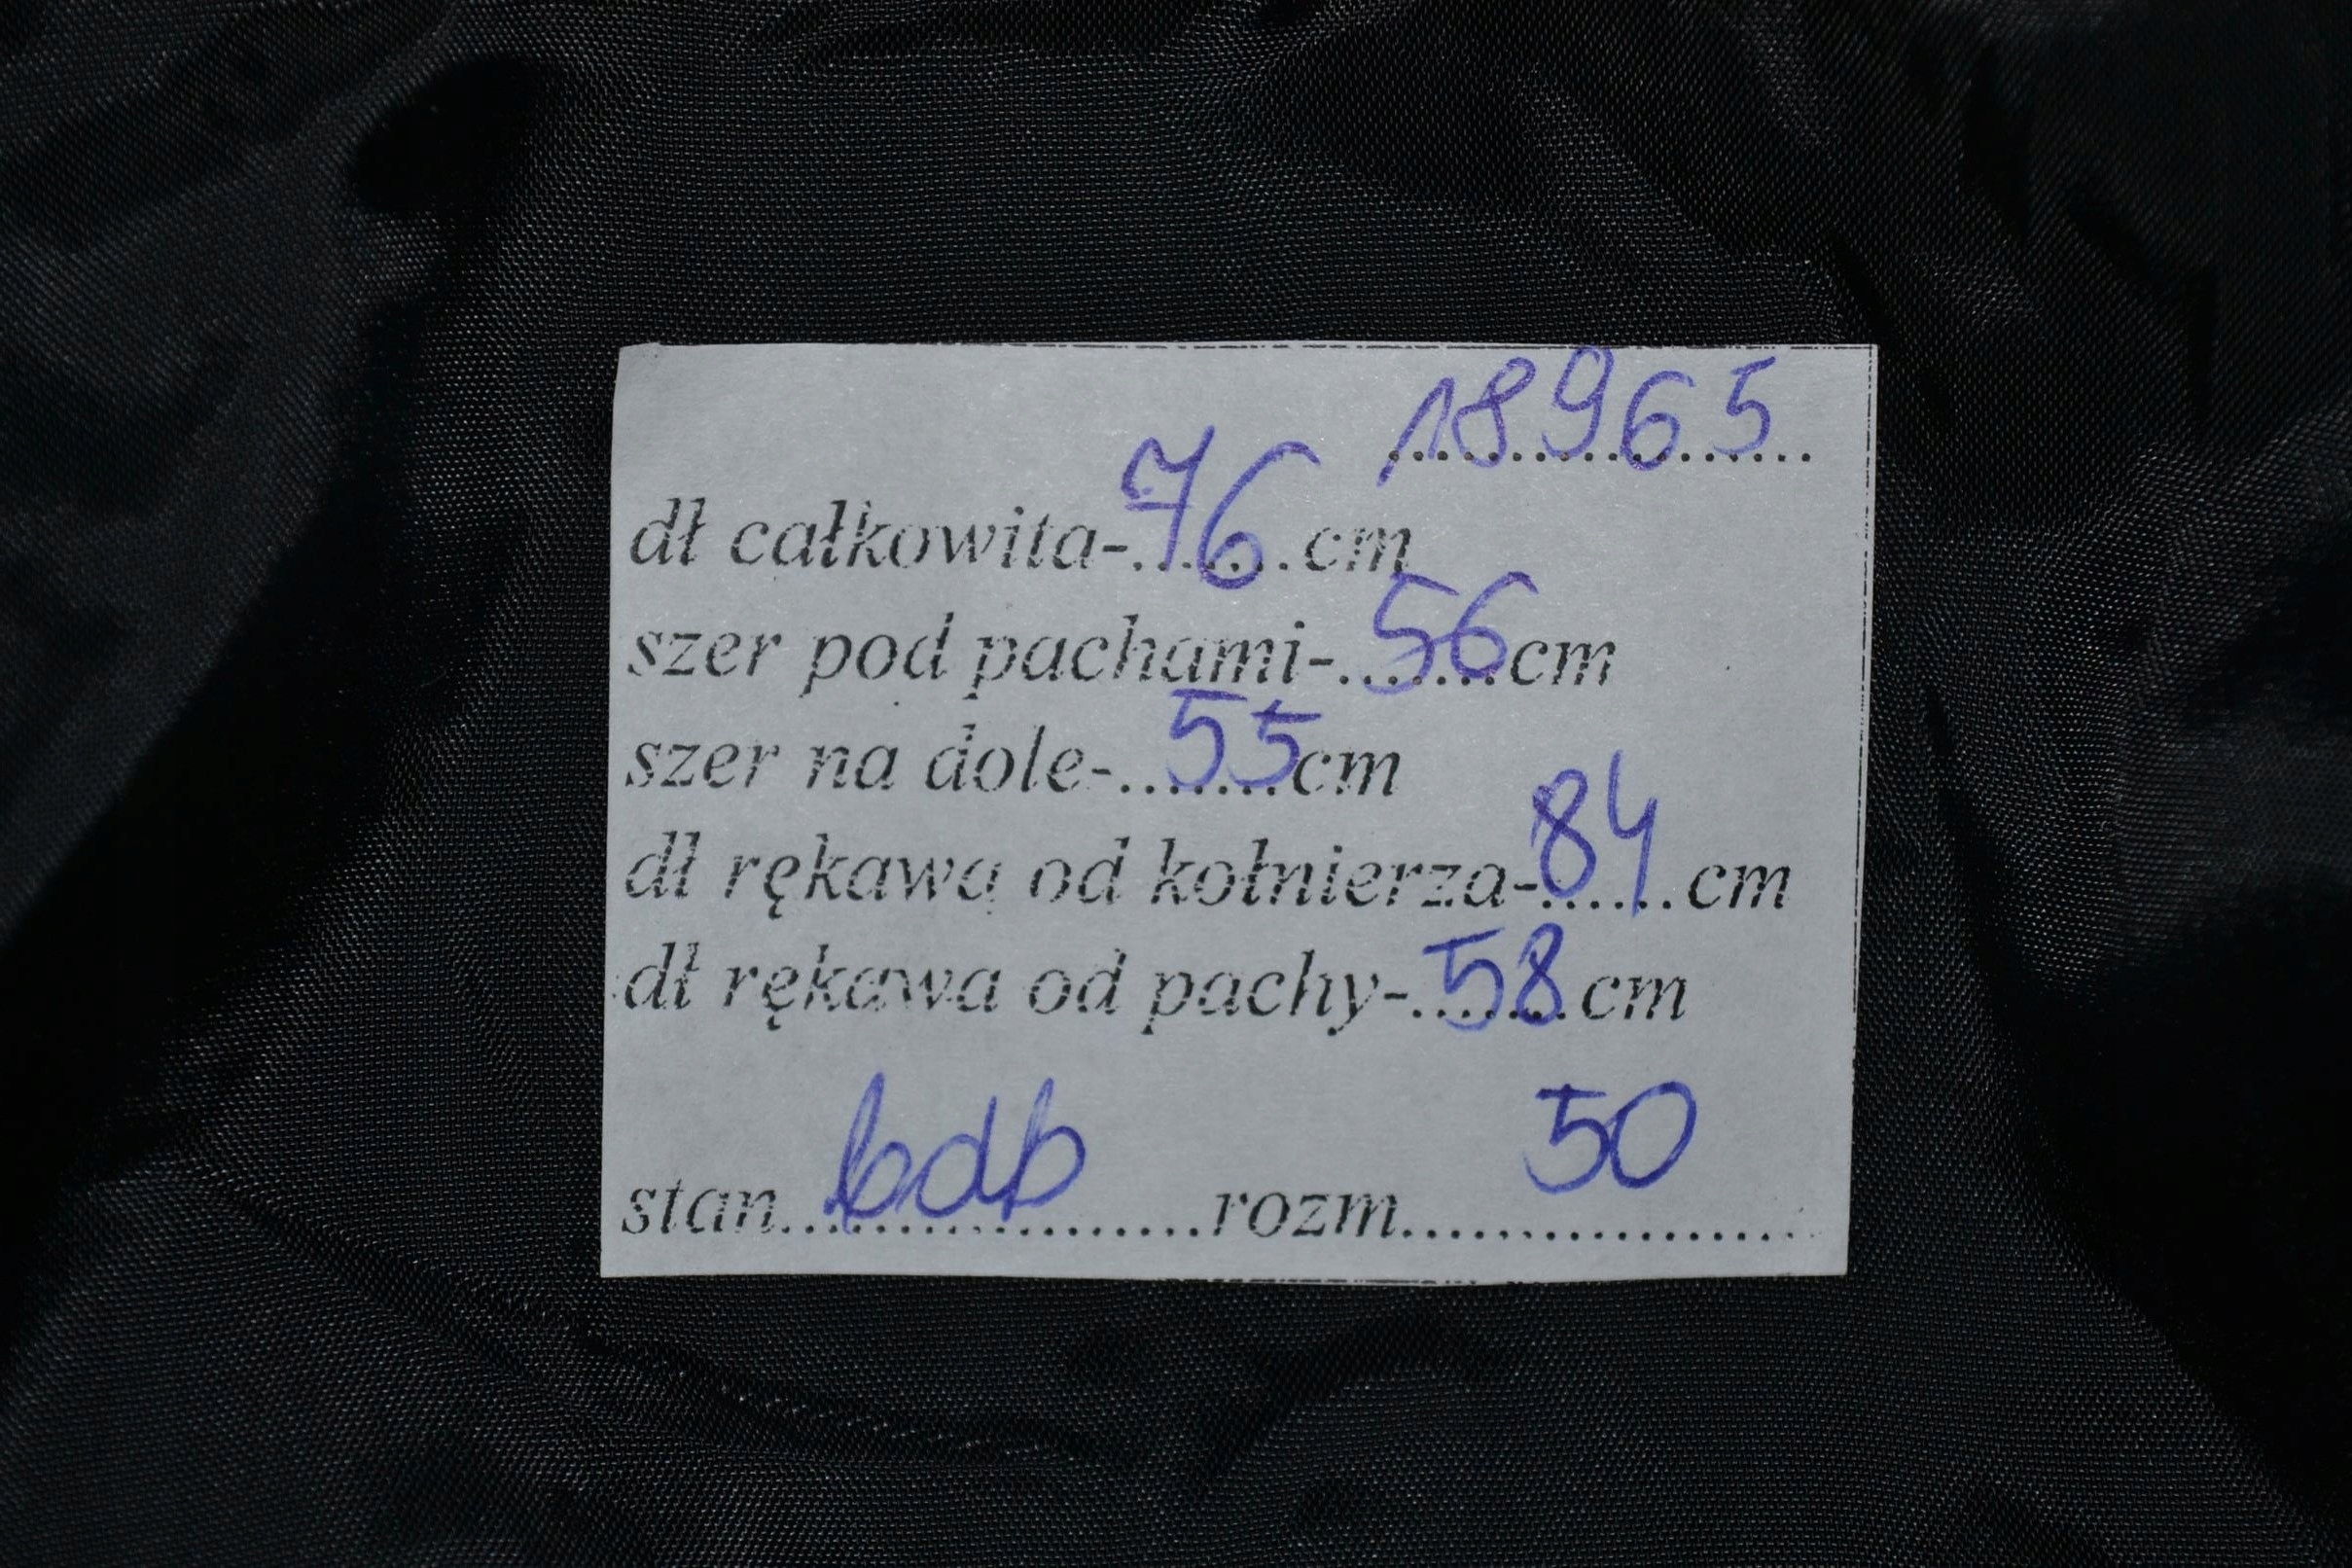 18965
dł całkowita-76cm
szer pod pachami-56cm
szer na dole-55cm
dł rękawa od kołnierza-84cm
dł rękawa od pachy-58cm
stan bdb rozm 50